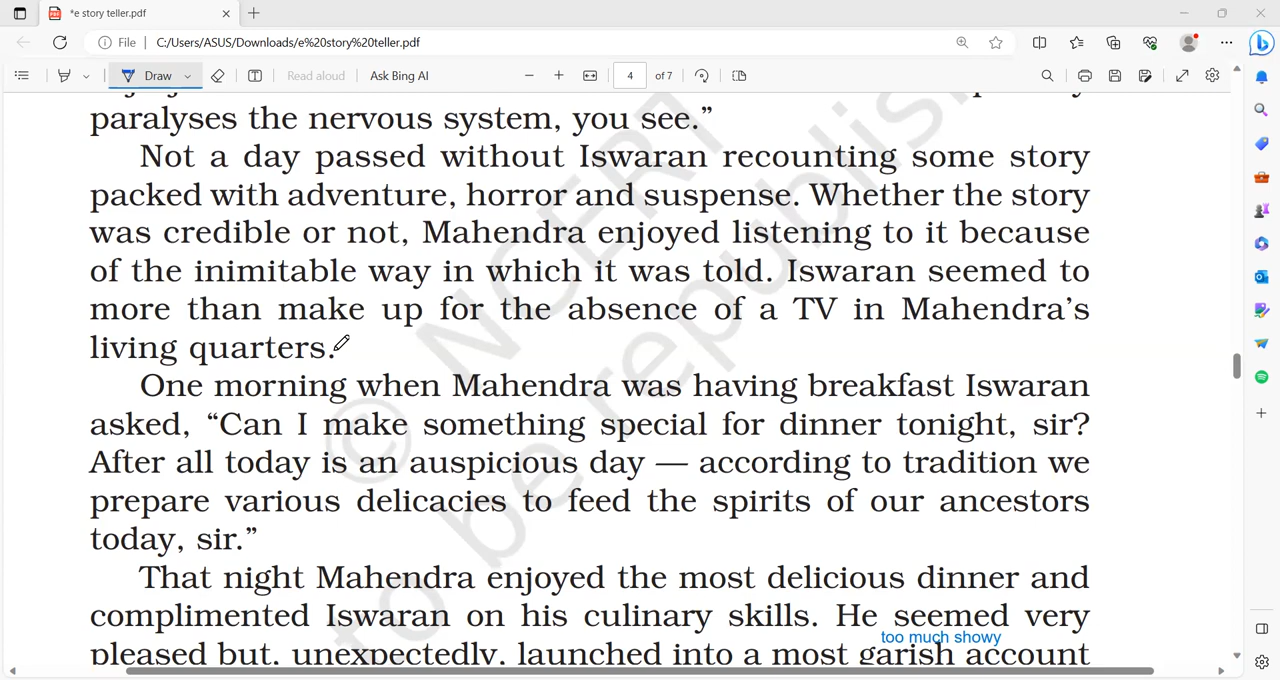 *e story teller.pdf
File
C:/Users/ASUS/Downloads/e%20story%20teller.pdf
Draw
Read aloud
Ask Bing AI
4
of 7
paralyses the nervous system, you see.”
Not a day passed without Iswaran recounting some story
packed with adventure, horror and suspense. Whether the story
was credible or not, Mahendra enjoyed listening to it because
of the inimitable way in which it was told. Iswaran seemed to
more than make up for the absence of a TV in Mahendra’s
living quarters.
One morning when Mahendra was having breakfast Iswaran
asked, “Can I make something special for dinner tonight, sir?
After all today is an auspicious day — according to tradition we
prepare various delicacies to feed the spirits of our ancestors
today, sir.”
That night Mahendra enjoyed the most delicious dinner and
complimented Iswaran on his culinary skills. He seemed very
too much showy
pleased but, unexpectedly, launched into a most garish account
© NCERT
to be republish